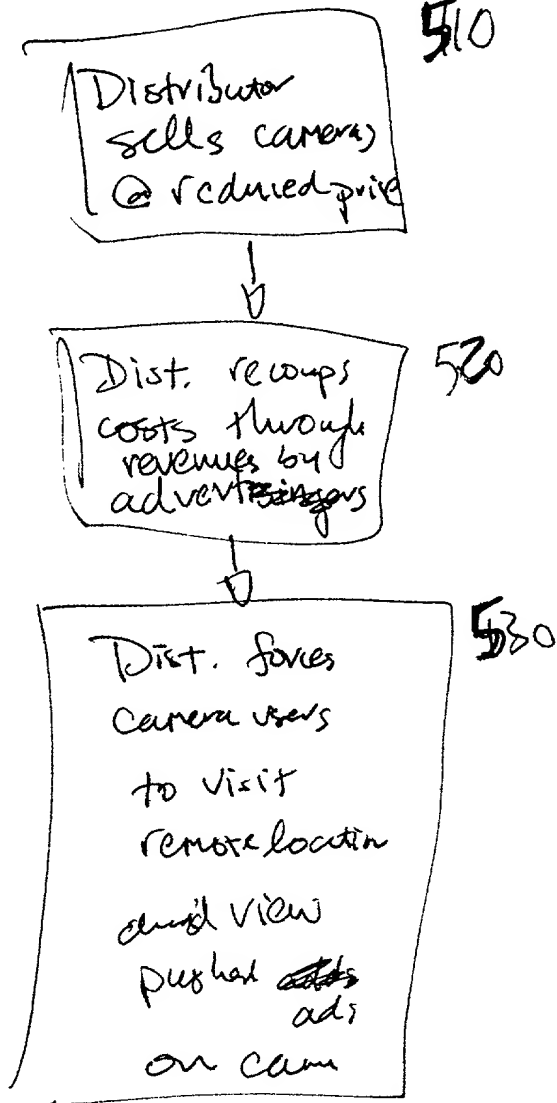 510
Distributor
sells cameras
@ reduced price
520
Dist. recoups
costs through
revenues by
advertisers
530
Dist. forces
camera users
to visit
remote location
and view
pushed
ads
on cam